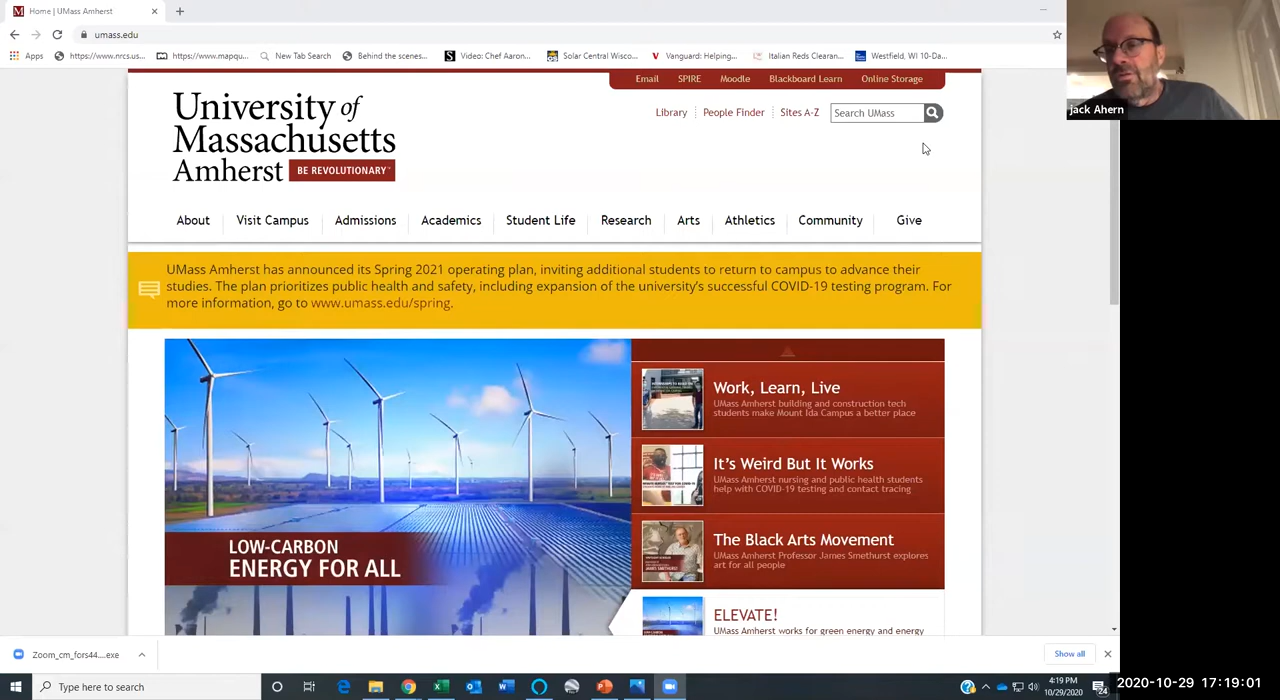 Home | UMass Amherst
umass.edu
Apps
https://www.nrcs.us...
https://www.mapqu...
New Tab Search
Behind the scenes...
Video: Chef Aaron...
Solar Central Wisco...
Vanguard: Helping...
Italian Reds Clearan...
Westfield, WI 10-Da...
jack Ahern
Email SPIRE Moodle Blackboard Learn Online Storage
Library People Finder Sites A-Z Search UMass
University of
Massachusetts
Amherst BE REVOLUTIONARY
About Visit Campus Admissions Academics Student Life Research Arts Athletics Community Give
UMass Amherst has announced its Spring 2021 operating plan, inviting additional students to return to campus to advance their
studies. The plan prioritizes public health and safety, including expansion of the university's successful COVID-19 testing program. For
more information, go to www.umass.edu/spring.
LOW-CARBON
ENERGY FOR ALL
Work, Learn, Live
UMass Amherst building and construction tech
students make Mount Ida Campus a better place
It's Weird But It Works
UMass Amherst nursing and public health students
help with COVID-19 testing and contact tracing
The Black Arts Movement
UMass Amherst Professor James Smethurst explores
art for all people
ELEVATE!
UMass Amherst works for green energy and energy
Zoom_cm_fors44....exe
Show all
Type here to search
4:19 PM
10/29/2020
24
2020-10-29 17:19:01